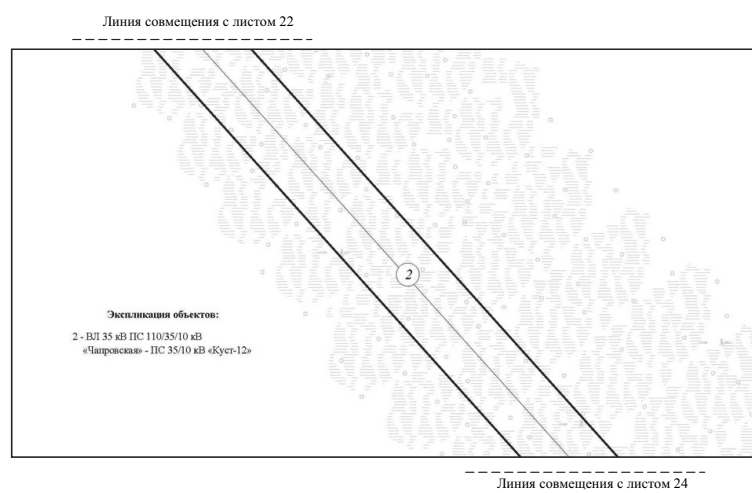 Линия совмещения с листом 22
2
Экспликация объектов:
2 - ВЛ 35 кВ ПС 110/35/10 кВ
«Чапровская» - ПС 35/10 кВ «Куст-12»
Линия совмещения с листом 24